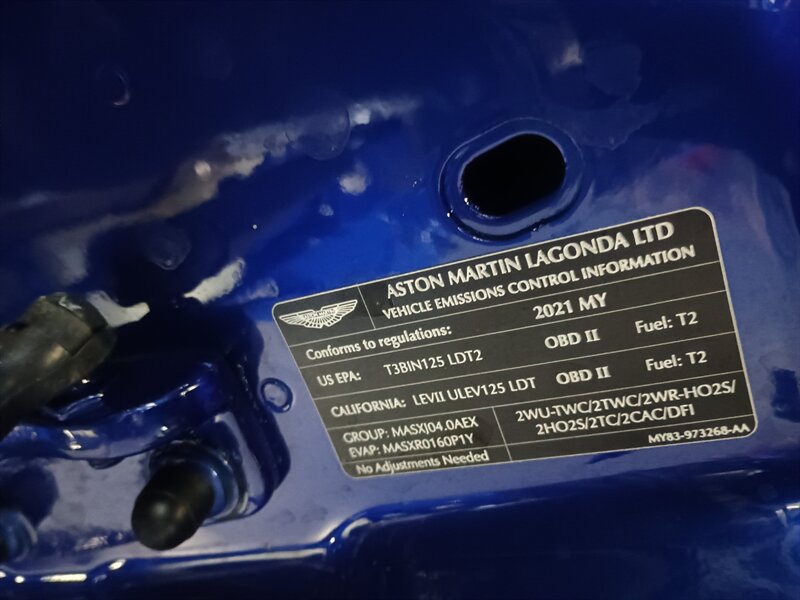 ASTON MARTIN LAGONDA LTD
VEHICLE EMISSIONS CONTROL INFORMATION
Conforms to regulations: 2021 MY
US EPA: T3BIN125 LDT2 OBD II Fuel: T2
CALIFORNIA: LEVII ULEV125 LDT OBD II Fuel: T2
GROUP: MASXJ04.0AEX
EVAP: MASXR0160P1Y
No Adjustments Needed
2WU-TWC/2TWC/2WR-HO2S/
2HO2S/2TC/2CAC/DFI
MY83-973268-AA